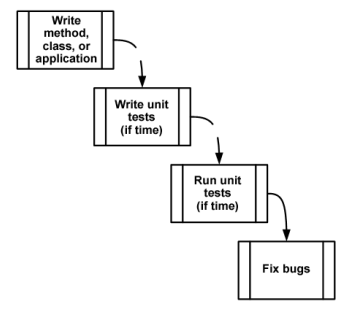 Write
method,
class, or
application
Write unit
tests
(if time)
Run unit
tests
(if time)
Fix bugs